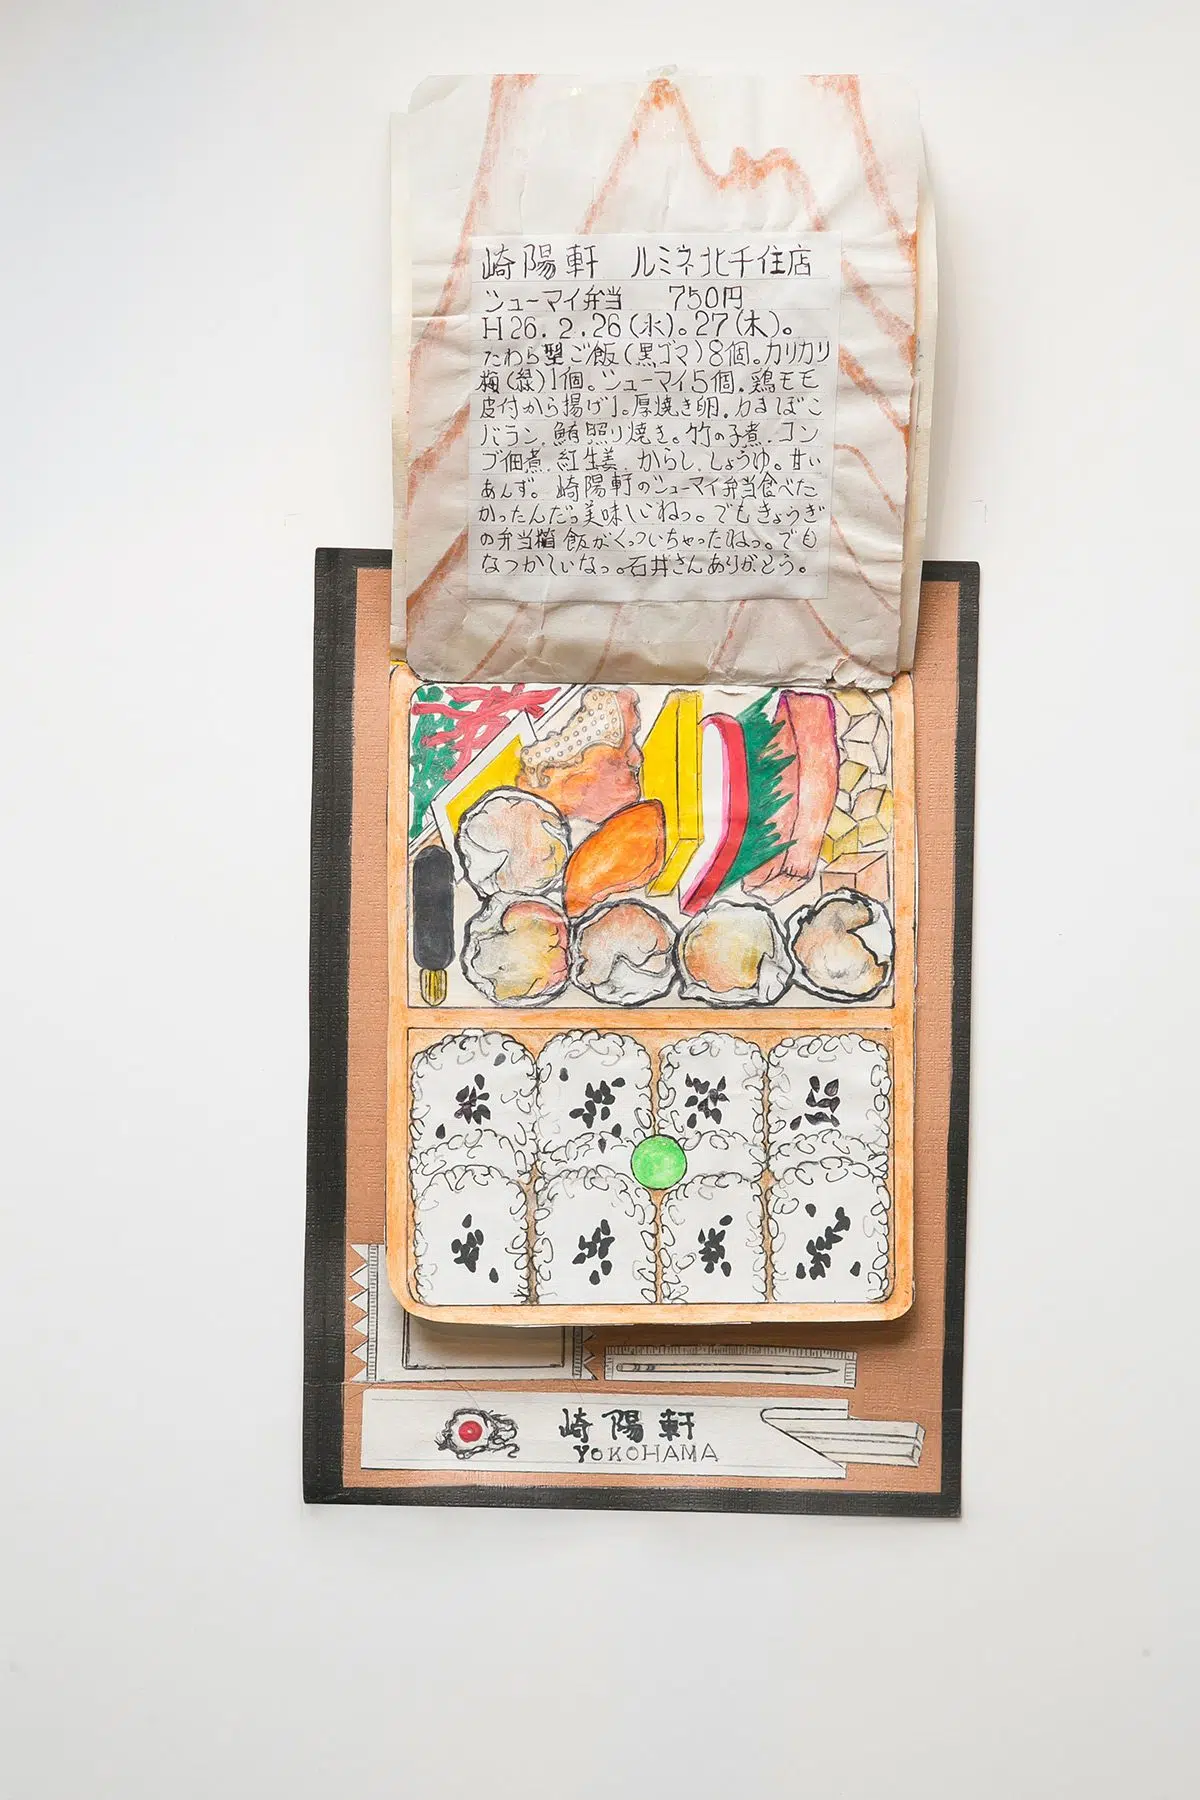 崎陽軒 ルミネ北千住店
シューマイ弁当 750円
H26.2.26(水)。27(木)。
たわら型ご飯(黒ゴマ)8個。カリカリ
梅(緑)1個。シューマイ5個。鶏モモ
皮付から揚げ1。厚焼き卵。かまぼこ
バラン。鮪照り焼き。竹の子煮。コン
ブ佃煮。紅生姜。からし。しょうゆ。甘い
あんず。崎陽軒のシューマイ弁当食べた
かったんだっ美味しいねっ。でもきょうぎ
の弁当箱飯がくっついちゃったねっ。でも
なつかしいなっ。石井さんありがとう。
崎陽軒
YOKOHAMA